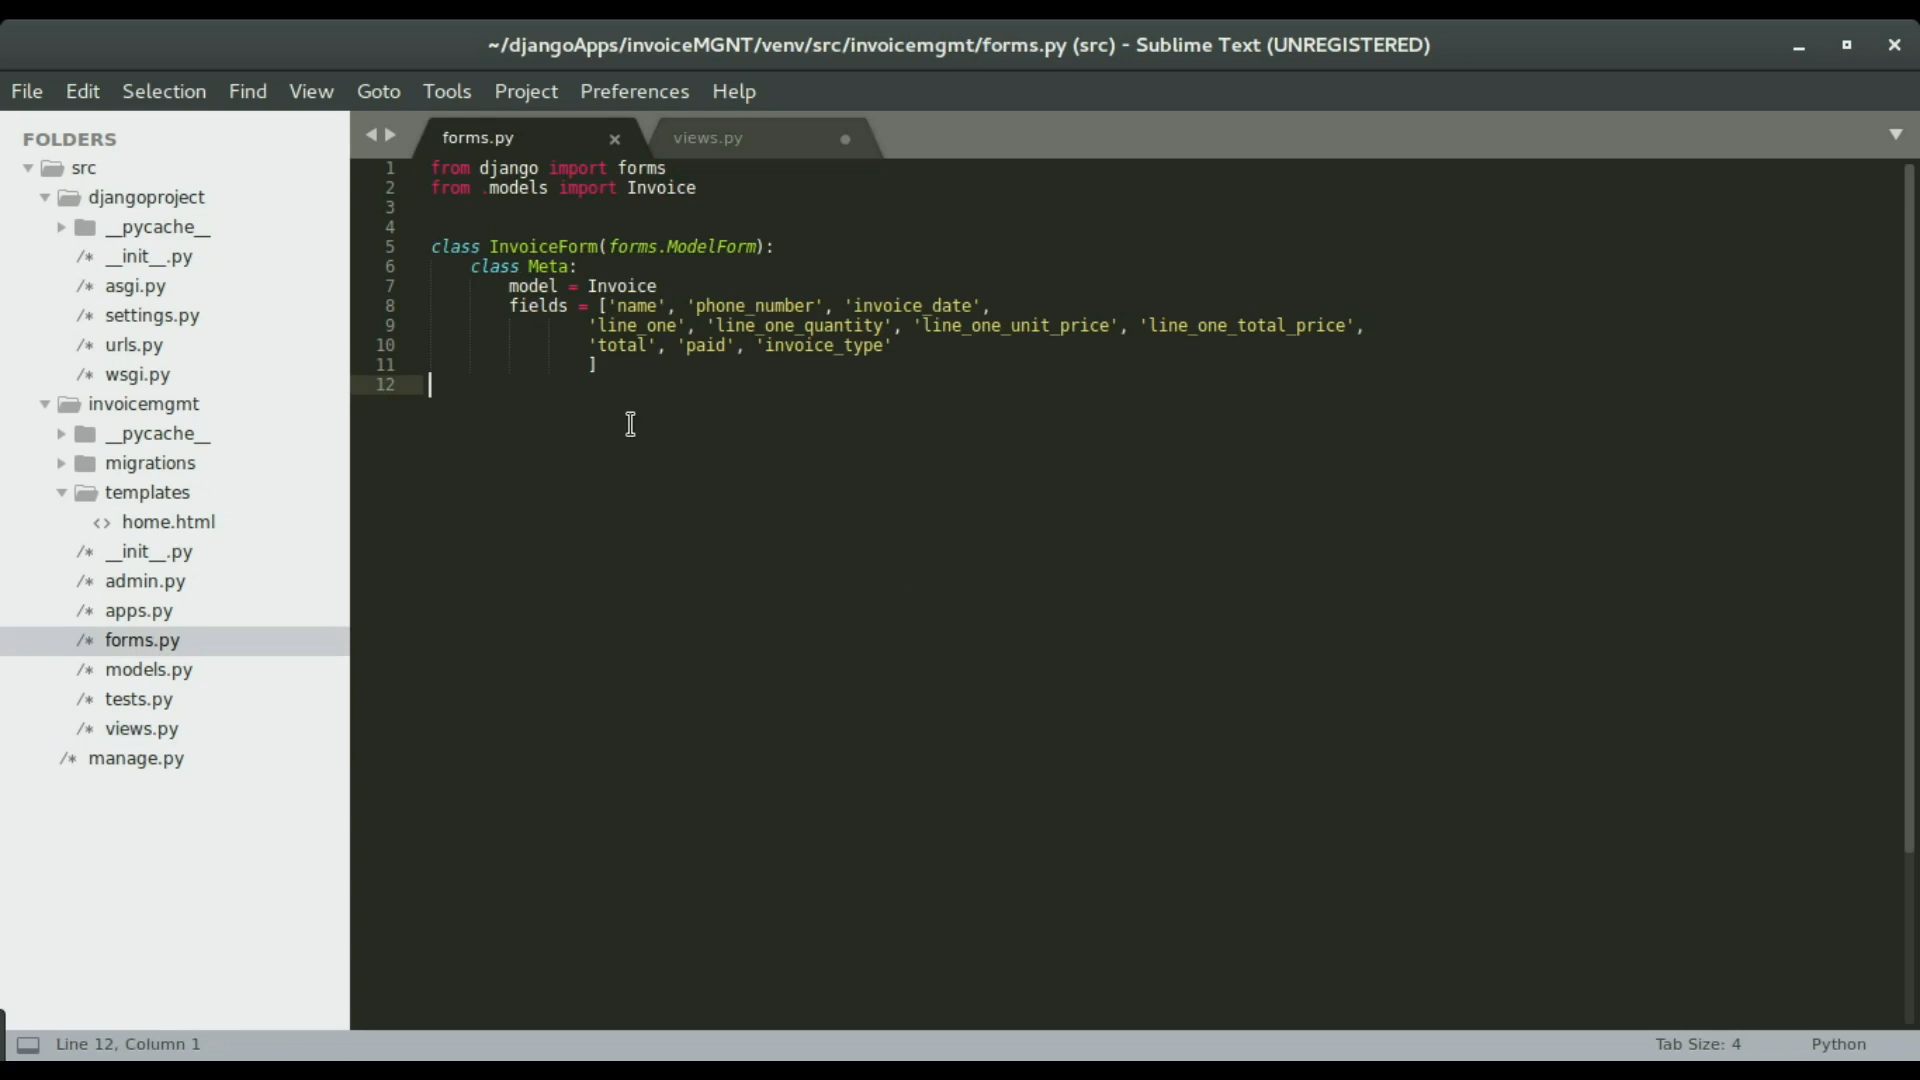 ~/djangoApps/invoiceMGNT/venv/src/invoicemgmt/forms.py (src) - Sublime Text (UNREGISTERED)
File Edit Selection Find View Goto Tools Project Preferences Help
FOLDERS
src
djangoproject
__pycache__
/* __init__.py
/* asgi.py
/* settings.py
/* urls.py
/* wsgi.py
invoicemgmt
__pycache__
migrations
templates
<> home.html
/* __init__.py
/* admin.py
/* apps.py
/* forms.py
/* models.py
/* tests.py
/* views.py
/* manage.py
forms.py views.py
1 from django import forms
2 from .models import Invoice
3
4
5 class InvoiceForm(forms.ModelForm):
6     class Meta:
7         model = Invoice
8         fields = ['name', 'phone_number', 'invoice_date',
9                 'line_one', 'line_one_quantity', 'line_one_unit_price', 'line_one_total_price',
10                 'total', 'paid', 'invoice_type'
11                 ]
12
Line 12, Column 1 Tab Size: 4 Python